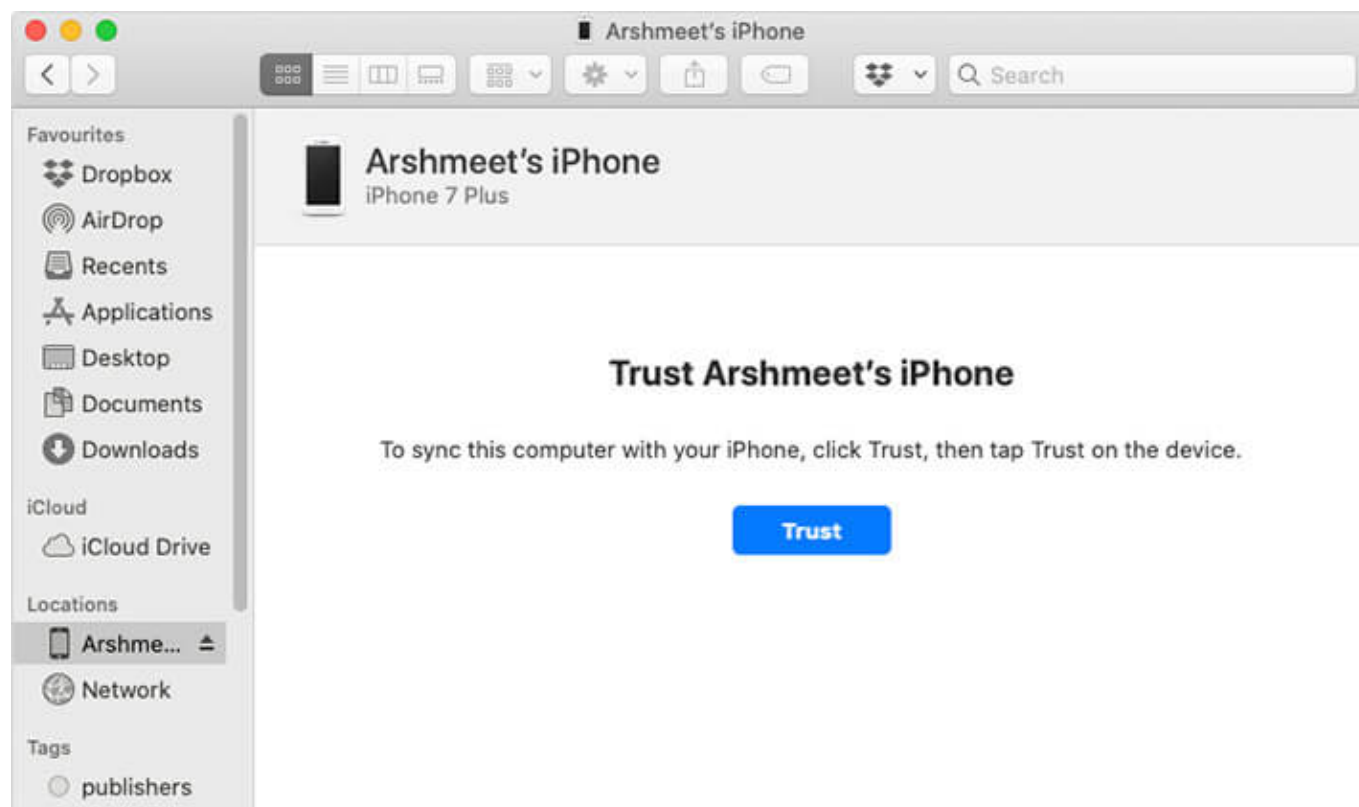 Arshmeet's iPhone
Search
Favourites
Dropbox
AirDrop
Recents
Applications
Desktop
Documents
Downloads
iCloud
iCloud Drive
Locations
Arshme...
Network
Tags
publishers
Arshmeet's iPhone
iPhone 7 Plus
Trust Arshmeet's iPhone
To sync this computer with your iPhone, click Trust, then tap Trust on the device.
Trust